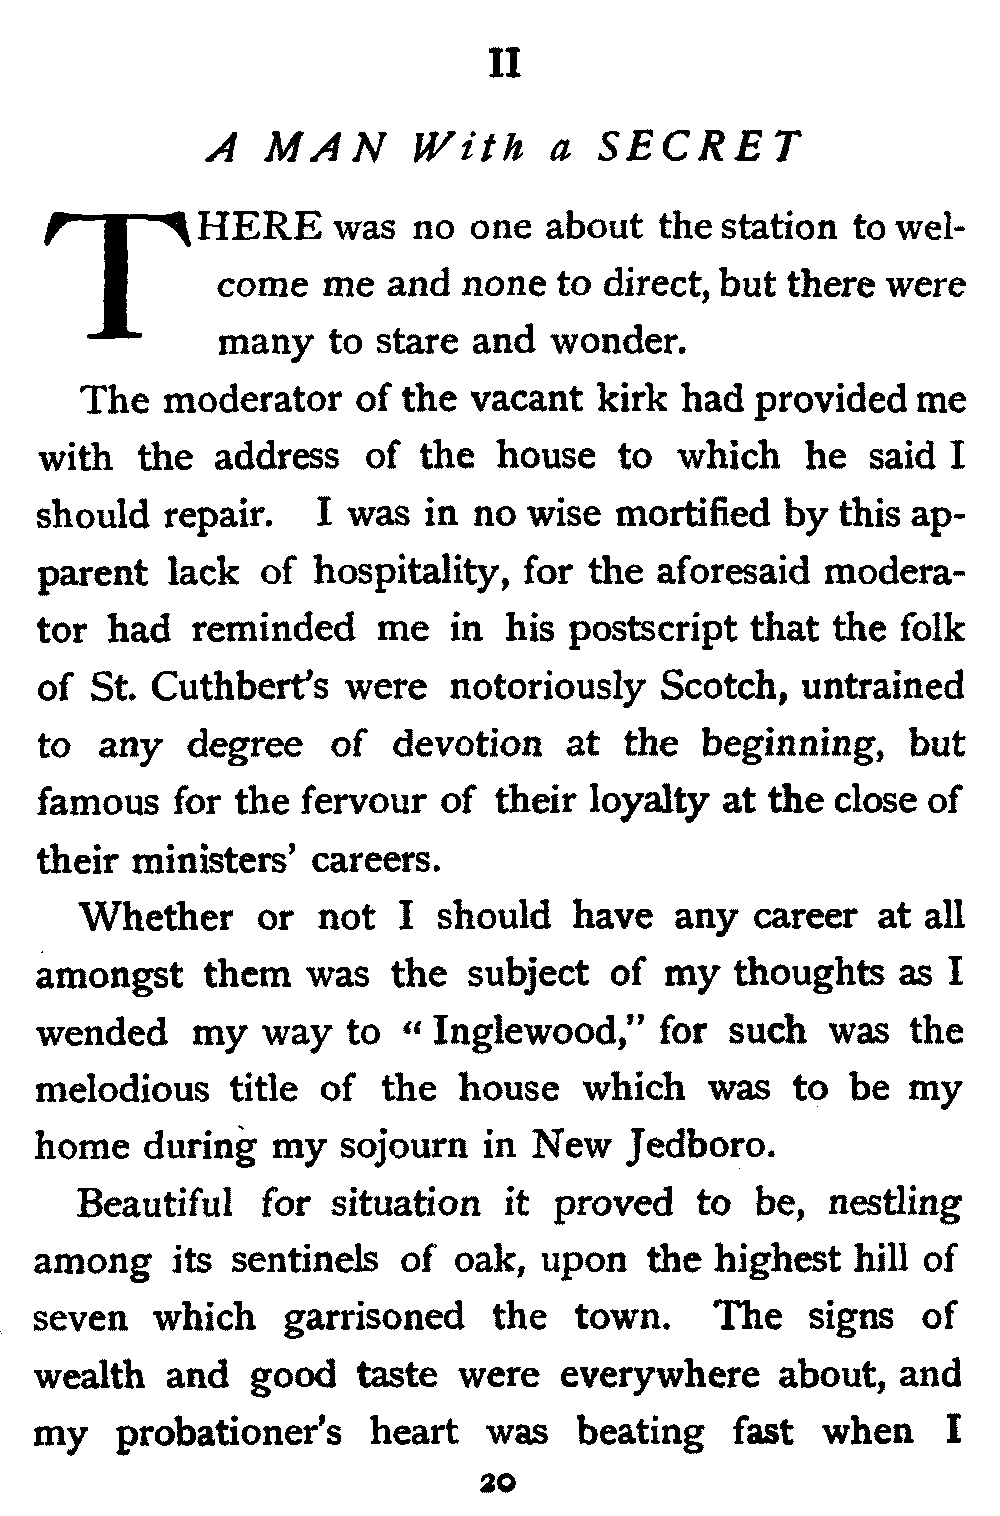 II
A MAN With a SECRET
THERE was no one about the station to wel-
come me and none to direct, but there were
many to stare and wonder.
The moderator of the vacant kirk had provided me
with the address of the house to which he said I
should repair. I was in no wise mortified by this ap-
parent lack of hospitality, for the aforesaid modera-
tor had reminded me in his postscript that the folk
of St. Cuthbert's were notoriously Scotch, untrained
to any degree of devotion at the beginning, but
famous for the fervour of their loyalty at the close of
their ministers' careers.
Whether or not I should have any career at all
amongst them was the subject of my thoughts as I
wended my way to "Inglewood," for such was the
melodious title of the house which was to be my
home during my sojourn in New Jedboro.
Beautiful for situation it proved to be, nestling
among its sentinels of oak, upon the highest hill of
seven which garrisoned the town. The signs of
wealth and good taste were everywhere about, and
my probationer's heart was beating fast when I
20